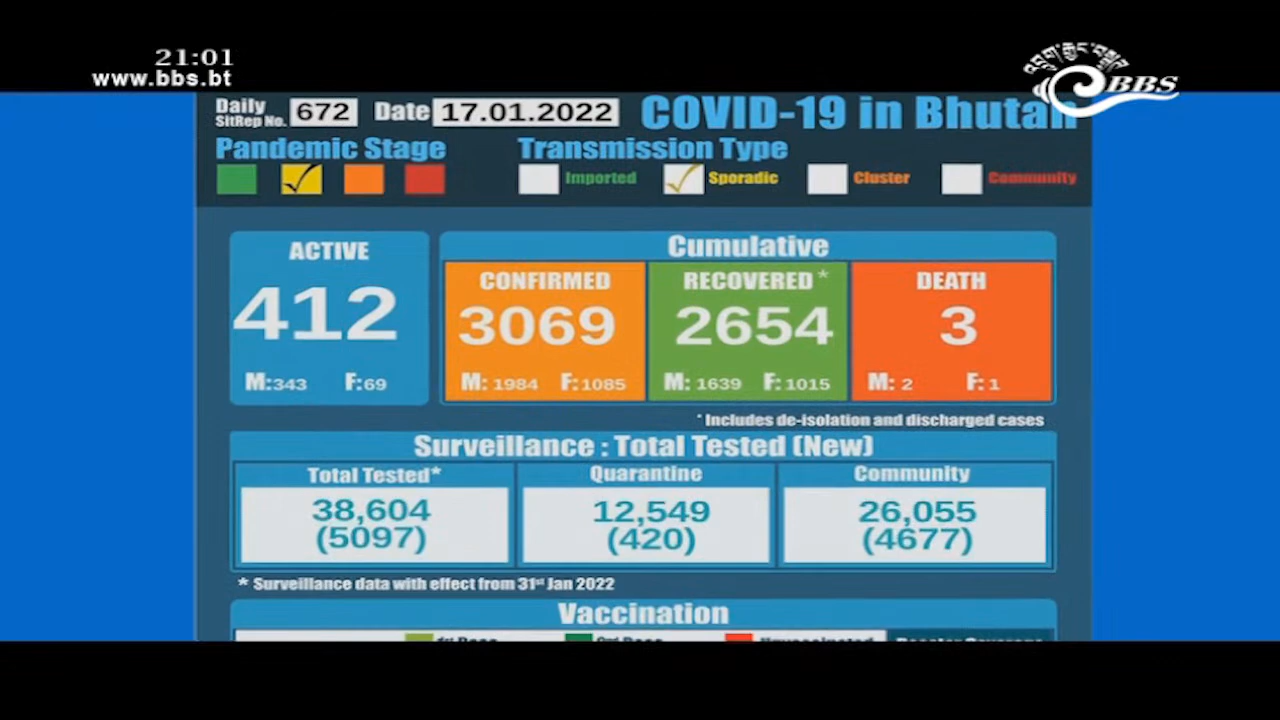 21:01
www.bbs.bt
BBS
Daily SitRep No. 672 Date 17.01.2022 COVID-19 in Bhutan
Pandemic Stage Transmission Type
Imported Sporadic Cluster Community
ACTIVE
412
M:343 F:69
Cumulative
CONFIRMED RECOVERED* DEATH
3069 2654 3
M: 1984 F:1085 M: 1639 F:1015 M: 2 F:1
* Includes de-isolation and discharged cases
Surveillance : Total Tested (New)
Total Tested* Quarantine Community
38,604 12,549 26,055
(5097) (420) (4677)
* Surveillance data with effect from 31st Jan 2022
Vaccination